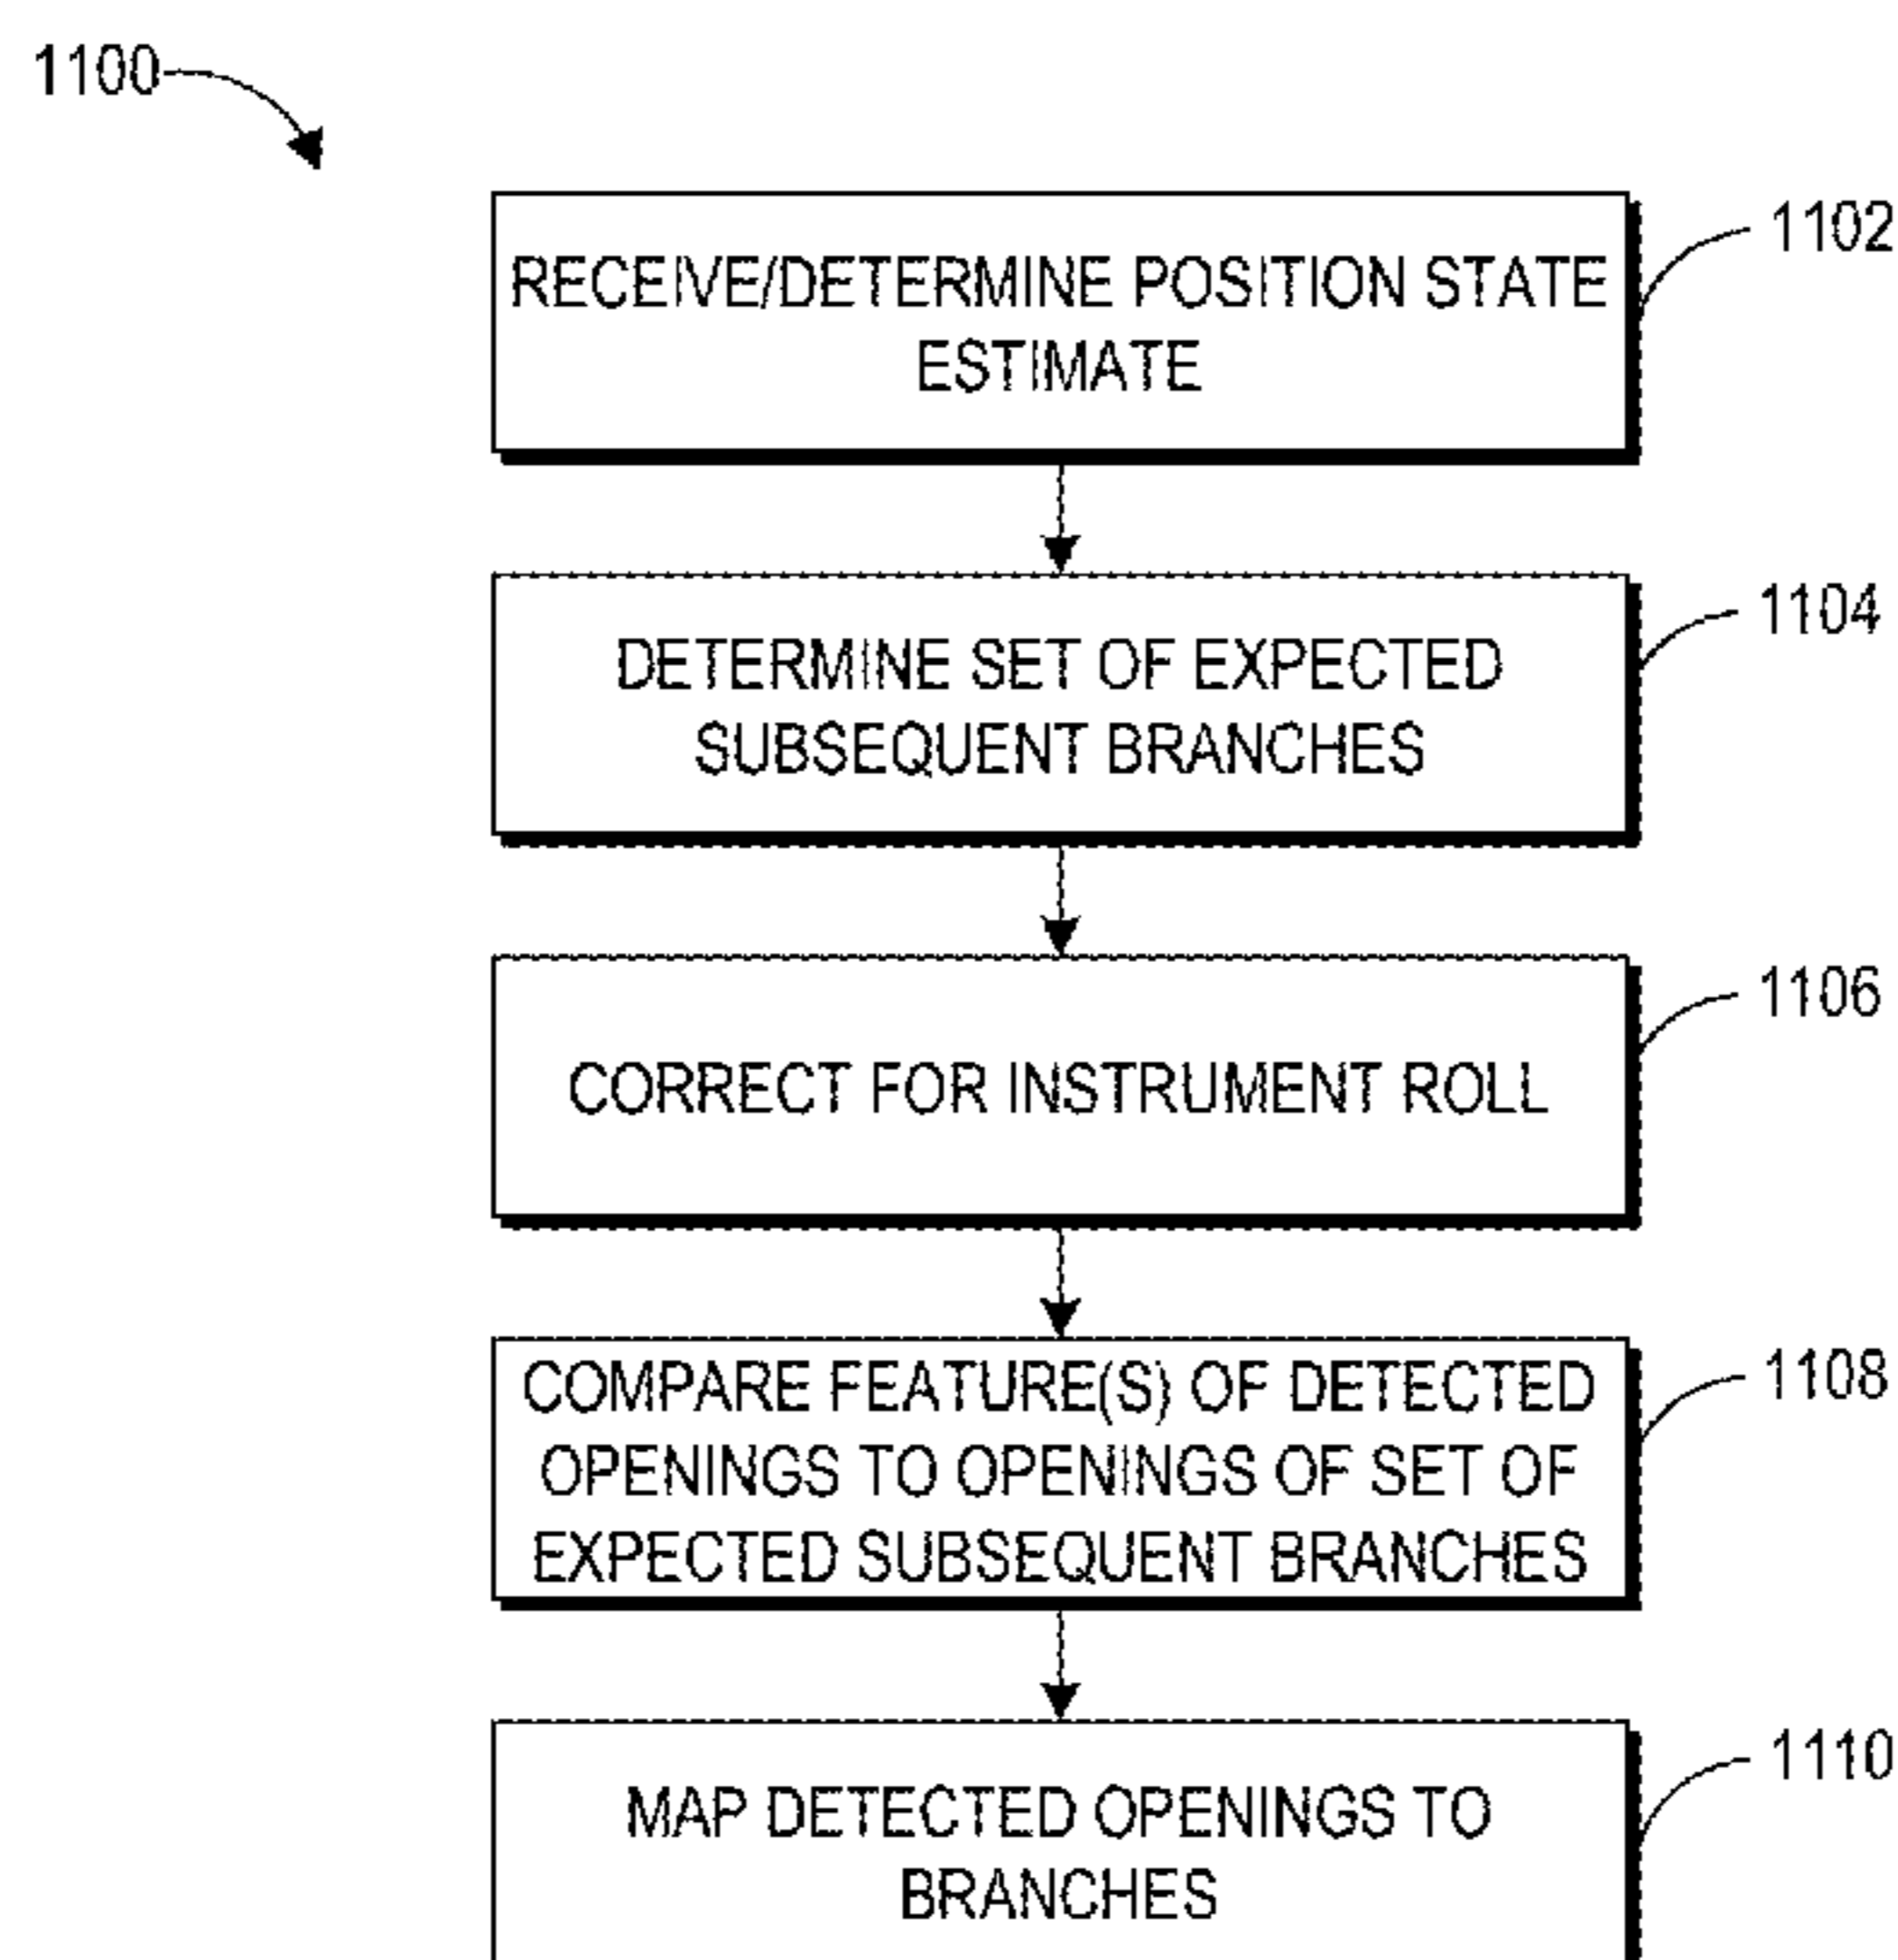 1100
RECEIVE/DETERMINE POSITION STATE
ESTIMATE
1102
DETERMINE SET OF EXPECTED
SUBSEQUENT BRANCHES
1104
CORRECT FOR INSTRUMENT ROLL
1106
COMPARE FEATURE(S) OF DETECTED
OPENINGS TO OPENINGS OF SET OF
EXPECTED SUBSEQUENT BRANCHES
1108
MAP DETECTED OPENINGS TO
BRANCHES
1110